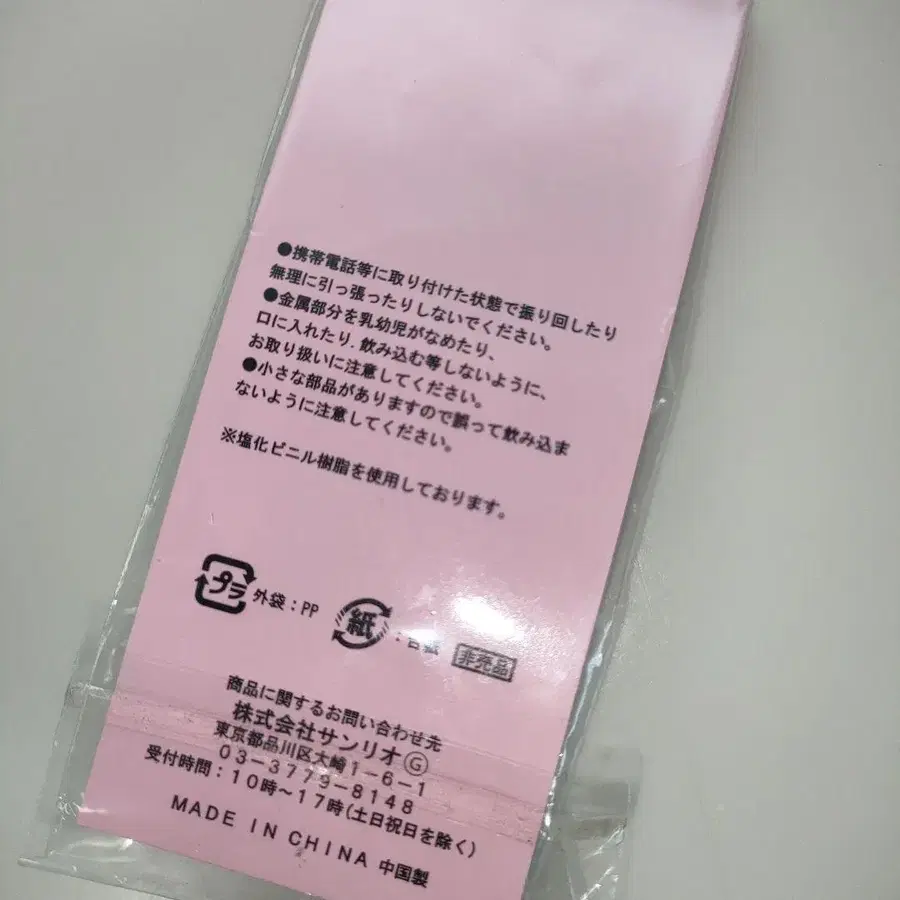 ●携帯電話等に取り付けた状態で振り回したり
無理に引っ張ったりしないでください。
●金属部分を乳幼児がなめたり、
口に入れたり、飲み込む等しないように、
お取り扱いに注意してください。
●小さな部品がありますので誤って飲み込ま
ないように注意してください。
※塩化ビニル樹脂を使用しております。
プラ 外袋：PP
紙 ：台紙 非売品
商品に関するお問い合わせ先
株式会社サンリオⒼ
東京都品川区大崎1-6-1
03-3779-8148
受付時間：10時～17時(土日祝日を除く)
MADE IN CHINA 中国製